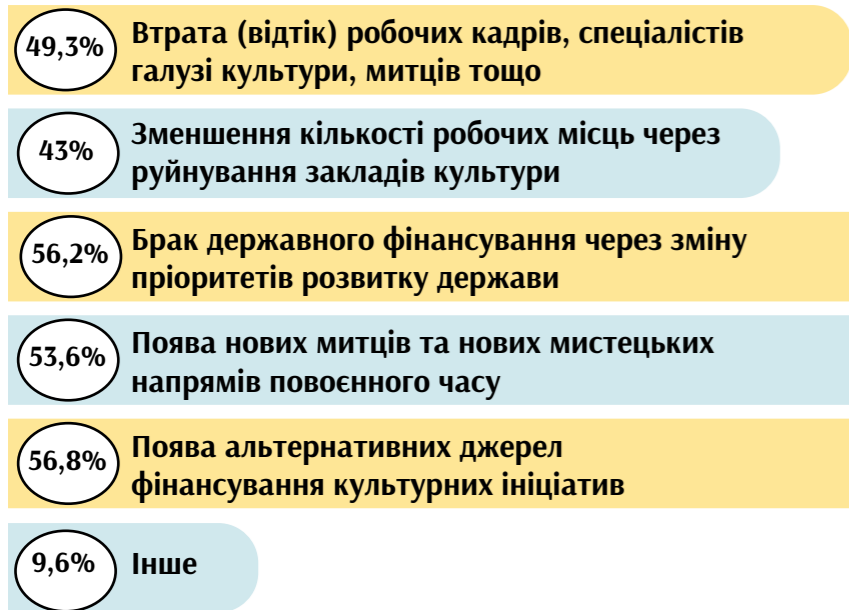 49,3%
Втрата (відтік) робочих кадрів, спеціалістів
галузі культури, митців тощо
43%
Зменшення кількості робочих місць через
руйнування закладів культури
56,2%
Брак державного фінансування через зміну
пріоритетів розвитку держави
53,6%
Поява нових митців та нових мистецьких
напрямів повоєнного часу
56,8%
Поява альтернативних джерел
фінансування культурних ініціатив
9,6%
Інше